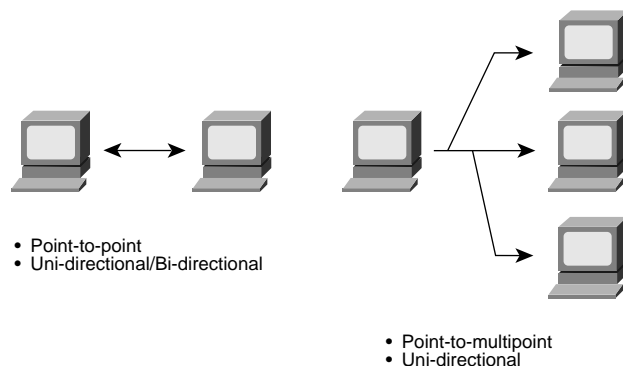 • Point-to-point
• Uni-directional/Bi-directional
• Point-to-multipoint
• Uni-directional